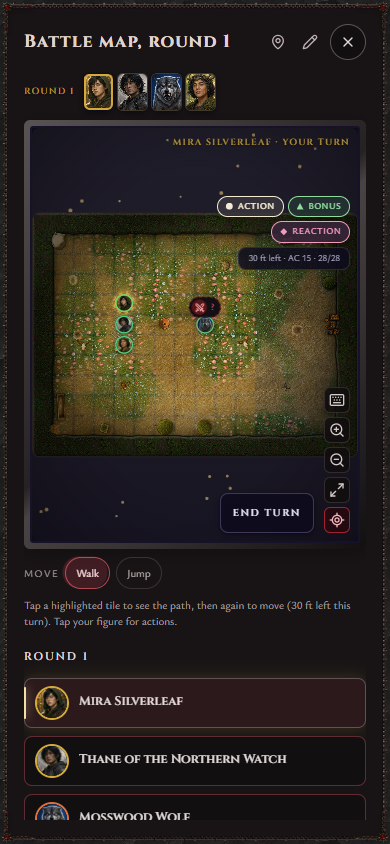 Battle map, round 1
ROUND 1
MIRA SILVERLEAF · YOUR TURN
ACTION
BONUS
REACTION
30 ft left · AC 15 · 28/28
?
END TURN
MOVE
Walk
Jump
Tap a highlighted tile to see the path, then again to move (30 ft left this
turn). Tap your figure for actions.
ROUND 1
Mira Silverleaf
Thane of the Northern Watch
Mosswood Wolf